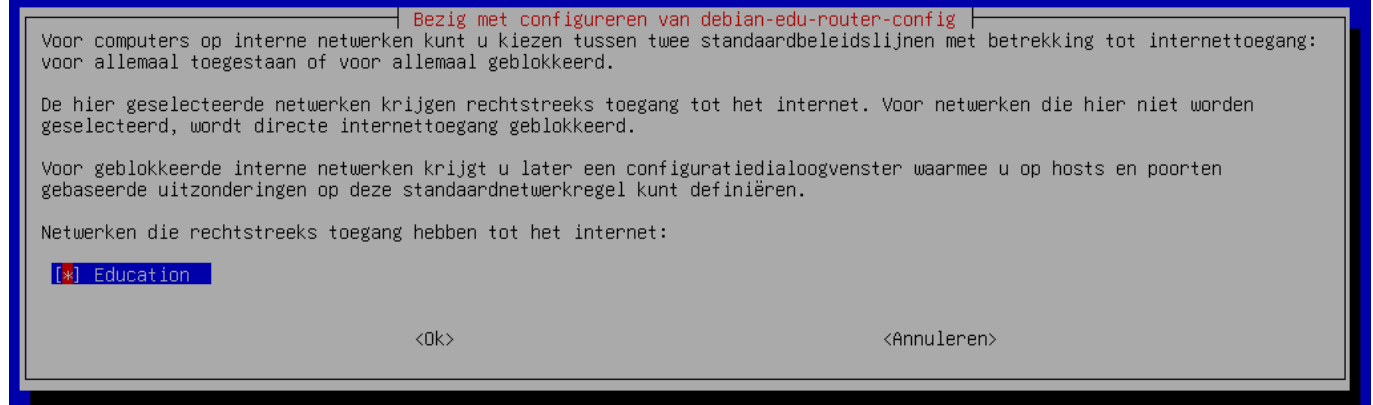 Bezig met configureren van debian-edu-router-config
Voor computers op interne netwerken kunt u kiezen tussen twee standaardbeleidslijnen met betrekking tot internettoegang:
voor allemaal toegestaan of voor allemaal geblokkeerd.
De hier geselecteerde netwerken krijgen rechtstreeks toegang tot het internet. Voor netwerken die hier niet worden
geselecteerd, wordt directe internettoegang geblokkeerd.
Voor geblokkeerde interne netwerken krijgt u later een configuratiedialoogvenster waarmee u op hosts en poorten
gebaseerde uitzonderingen op deze standaardnetwerkregel kunt definiëren.
Netwerken die rechtstreeks toegang hebben tot het internet:
[*] Education
<Ok> <Annuleren>